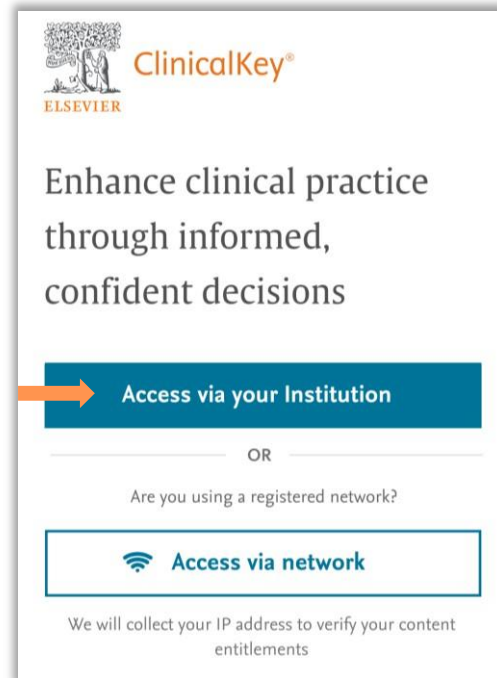 ClinicalKey®
ELSEVIER
Enhance clinical practice
through informed,
confident decisions
Access via your Institution
OR
Are you using a registered network?
Access via network
We will collect your IP address to verify your content
entitlements